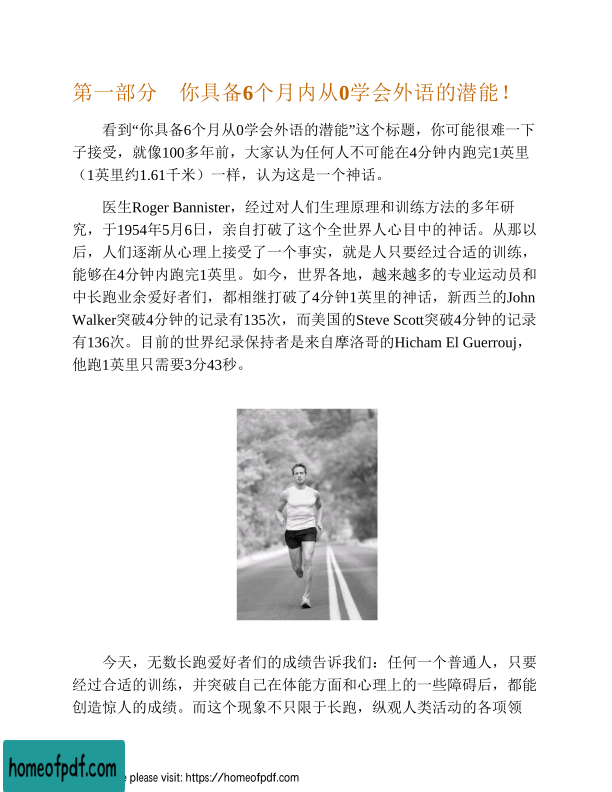 第一部分　你具备6个月内从0学会外语的潜能！
看到“你具备6个月从0学会外语的潜能”这个标题，你可能很难一下
子接受，就像100多年前，大家认为任何人不可能在4分钟内跑完1英里
（1英里约1.61千米）一样，认为这是一个神话。
医生Roger Bannister，经过对人们生理原理和训练方法的多年研
究，于1954年5月6日，亲自打破了这个全世界人心目中的神话。从那以
后，人们逐渐从心理上接受了一个事实，就是人只要经过合适的训练，
能够在4分钟内跑完1英里。如今，世界各地，越来越多的专业运动员和
中长跑业余爱好者们，都相继打破了4分钟1英里的神话，新西兰的John
Walker突破4分钟的记录有135次，而美国的Steve Scott突破4分钟的记录
有136次。目前的世界纪录保持者是来自摩洛哥的Hicham El Guerrouj，
他跑1英里只需要3分43秒。
今天，无数长跑爱好者们的成绩告诉我们：任何一个普通人，只要
经过合适的训练，并突破自己在体能方面和心理上的一些障碍后，都能
创造惊人的成绩。而这个现象不只限于长跑，纵观人类活动的各项领
homeofpdf.com
e please visit: https://homeofpdf.com